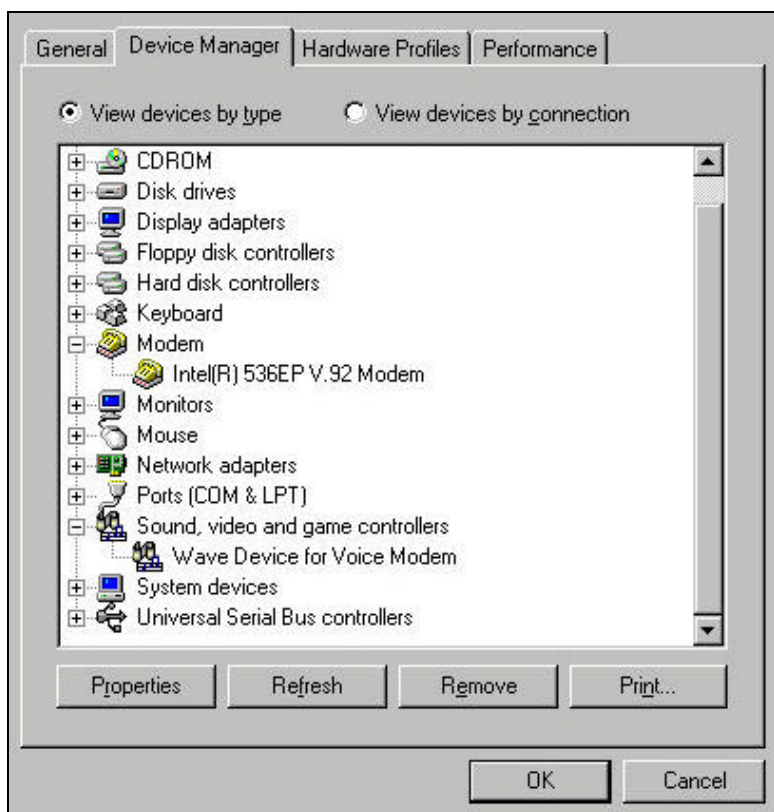 General Device Manager Hardware Profiles Performance
View devices by type View devices by connection
CDROM
Disk drives
Display adapters
Floppy disk controllers
Hard disk controllers
Keyboard
Modem
Intel(R) 536EP V.92 Modem
Monitors
Mouse
Network adapters
Ports (COM & LPT)
Sound, video and game controllers
Wave Device for Voice Modem
System devices
Universal Serial Bus controllers
Properties Refresh Remove Print...
OK Cancel